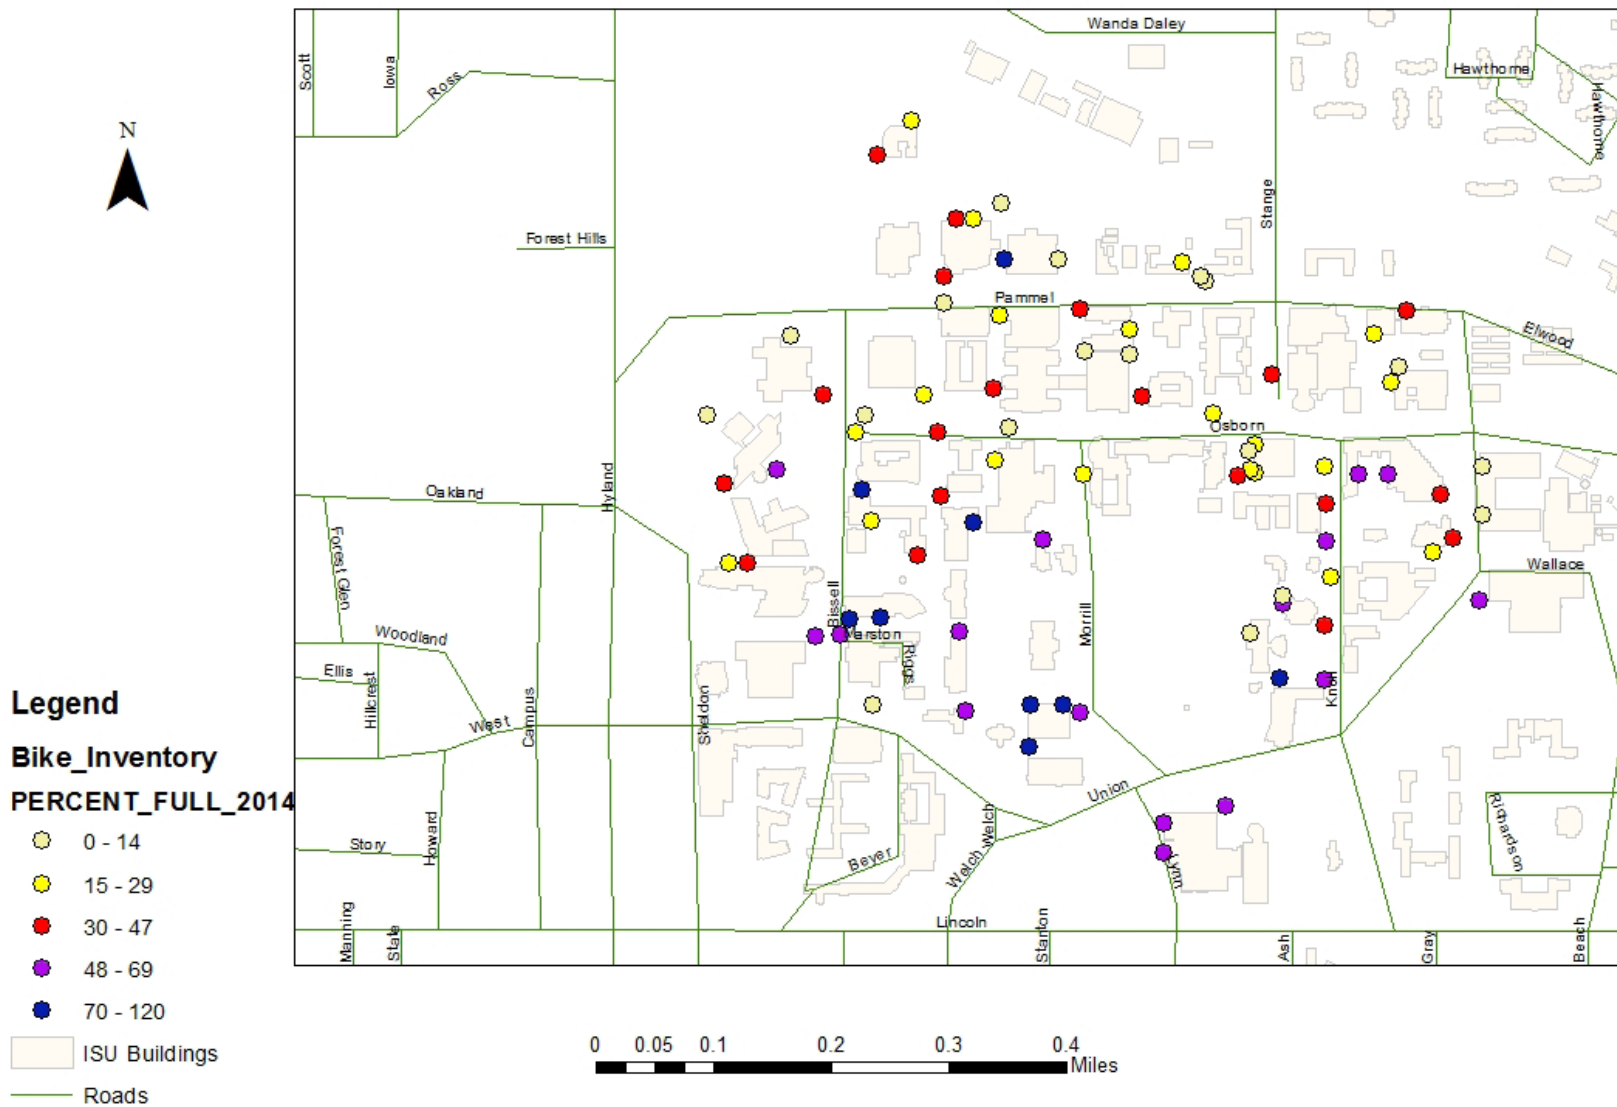 Wanda Daley
Scott
Iowa
Ross
Hawthorne
Hawthorne
N
Stange
Forest Hills
Pammel
Elwood
Osborn
Hyland
Oakland
Forest Glen
Wallace
Bissell
Morrill
Woodland
Marston
Riggs
Ellis
Hillcrest
Knoll
Sheldon
Campus
West
Legend
Bike_Inventory
PERCENT_FULL_2014
0 - 14
15 - 29
30 - 47
48 - 69
70 - 120
ISU Buildings
Roads
Union
Richardson
Howard
Story
Welch
Welch
Beyer
Lynn
Lincoln
Manning
State
Stanton
Ash
Gray
Beach
0 0.05 0.1 0.2 0.3 0.4
Miles